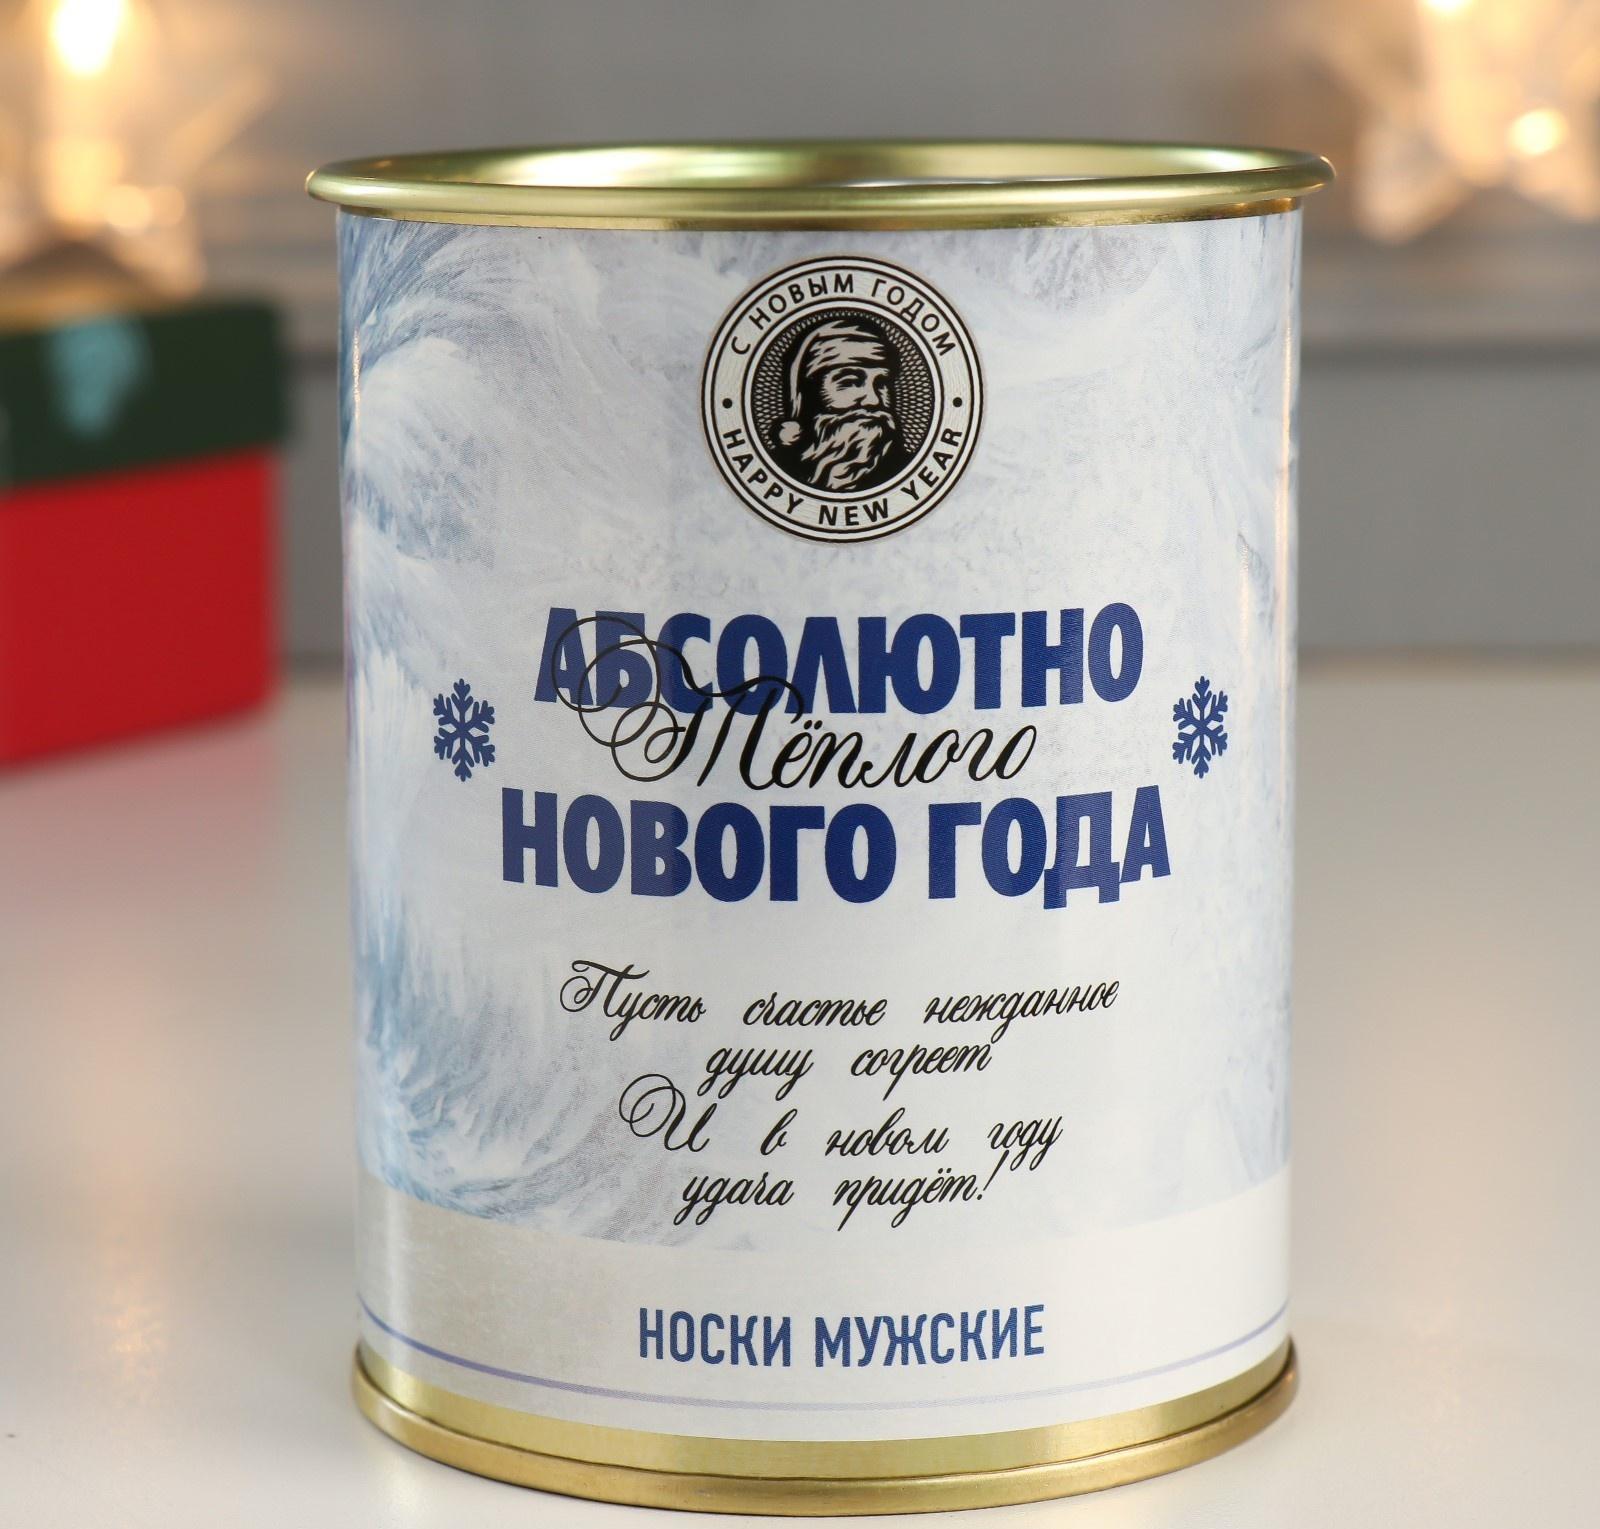 С НОВЫМ ГОДОМ
HAPPY NEW YEAR
АБСОЛЮТНО
Тёплого
НОВОГО ГОДА
Пусть счастье нежданное
душу согреет
И в новом году
удача придёт!
НОСКИ МУЖСКИЕ